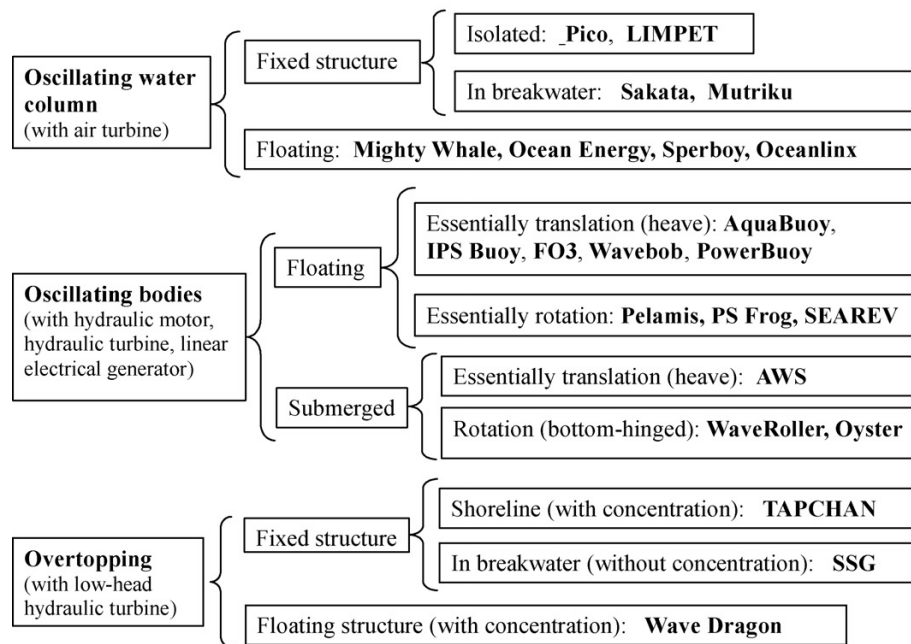 Isolated: _Pico, LIMPET
Fixed structure
Oscillating water
column
(with air turbine)
In breakwater: Sakata, Mutriku
Floating: Mighty Whale, Ocean Energy, Sperboy, Oceanlinx
Essentially translation (heave): AquaBuoy,
IPS Buoy, FO3, Wavebob, PowerBuoy
Floating
Oscillating bodies
(with hydraulic motor,
hydraulic turbine, linear
electrical generator)
Essentially rotation: Pelamis, PS Frog, SEAREV
Essentially translation (heave): AWS
Submerged
Rotation (bottom-hinged): WaveRoller, Oyster
Shoreline (with concentration): TAPCHAN
Fixed structure
Overtopping
(with low-head
hydraulic turbine)
In breakwater (without concentration): SSG
Floating structure (with concentration): Wave Dragon